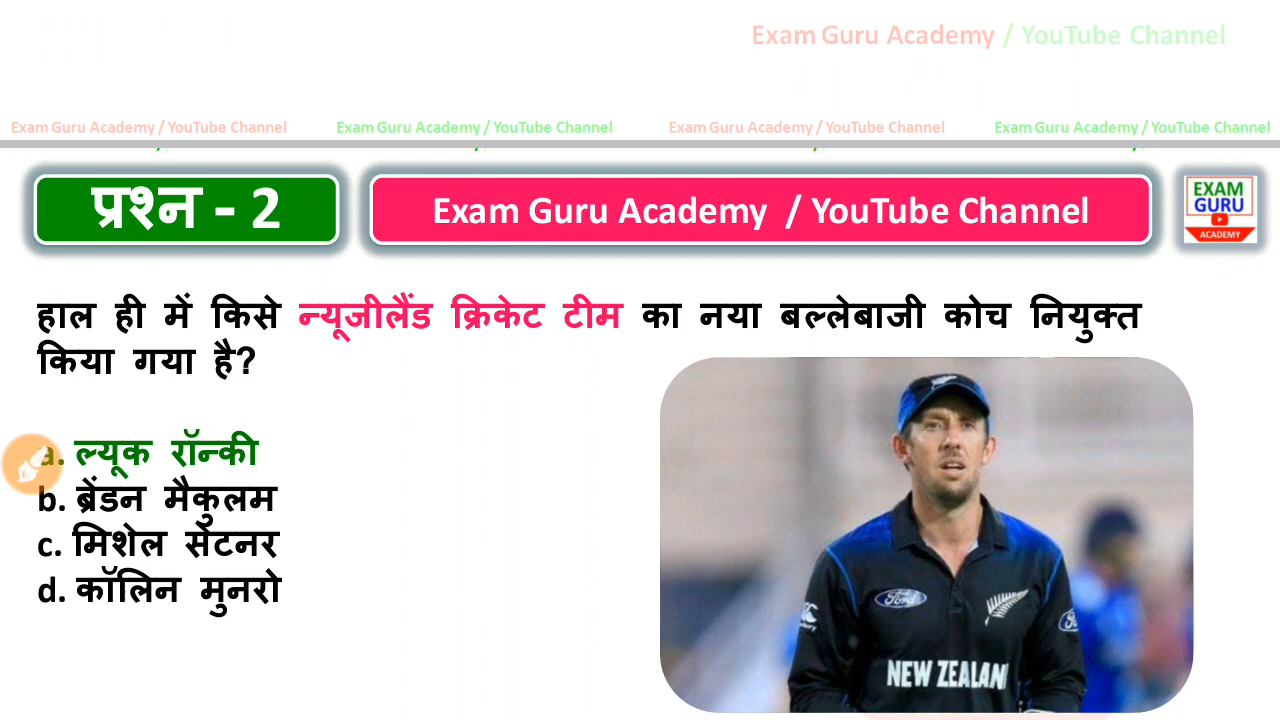 Exam Guru Academy / YouTube Channel
Exam Guru Academy / YouTube Channel Exam Guru Academy / YouTube Channel Exam Guru Academy / YouTube Channel Exam Guru Academy / YouTube Channel
प्रश्न - 2 Exam Guru Academy / YouTube Channel EXAM GURU ACADEMY
हाल ही में किसे न्यूजीलैंड क्रिकेट टीम का नया बल्लेबाजी कोच नियुक्त
किया गया है?
a. ल्यूक रॉन्की
b. ब्रेंडन मैकुलम
c. मिशेल सेंटनर
d. कॉलिन मुनरो
Ford
NEW ZEALAN